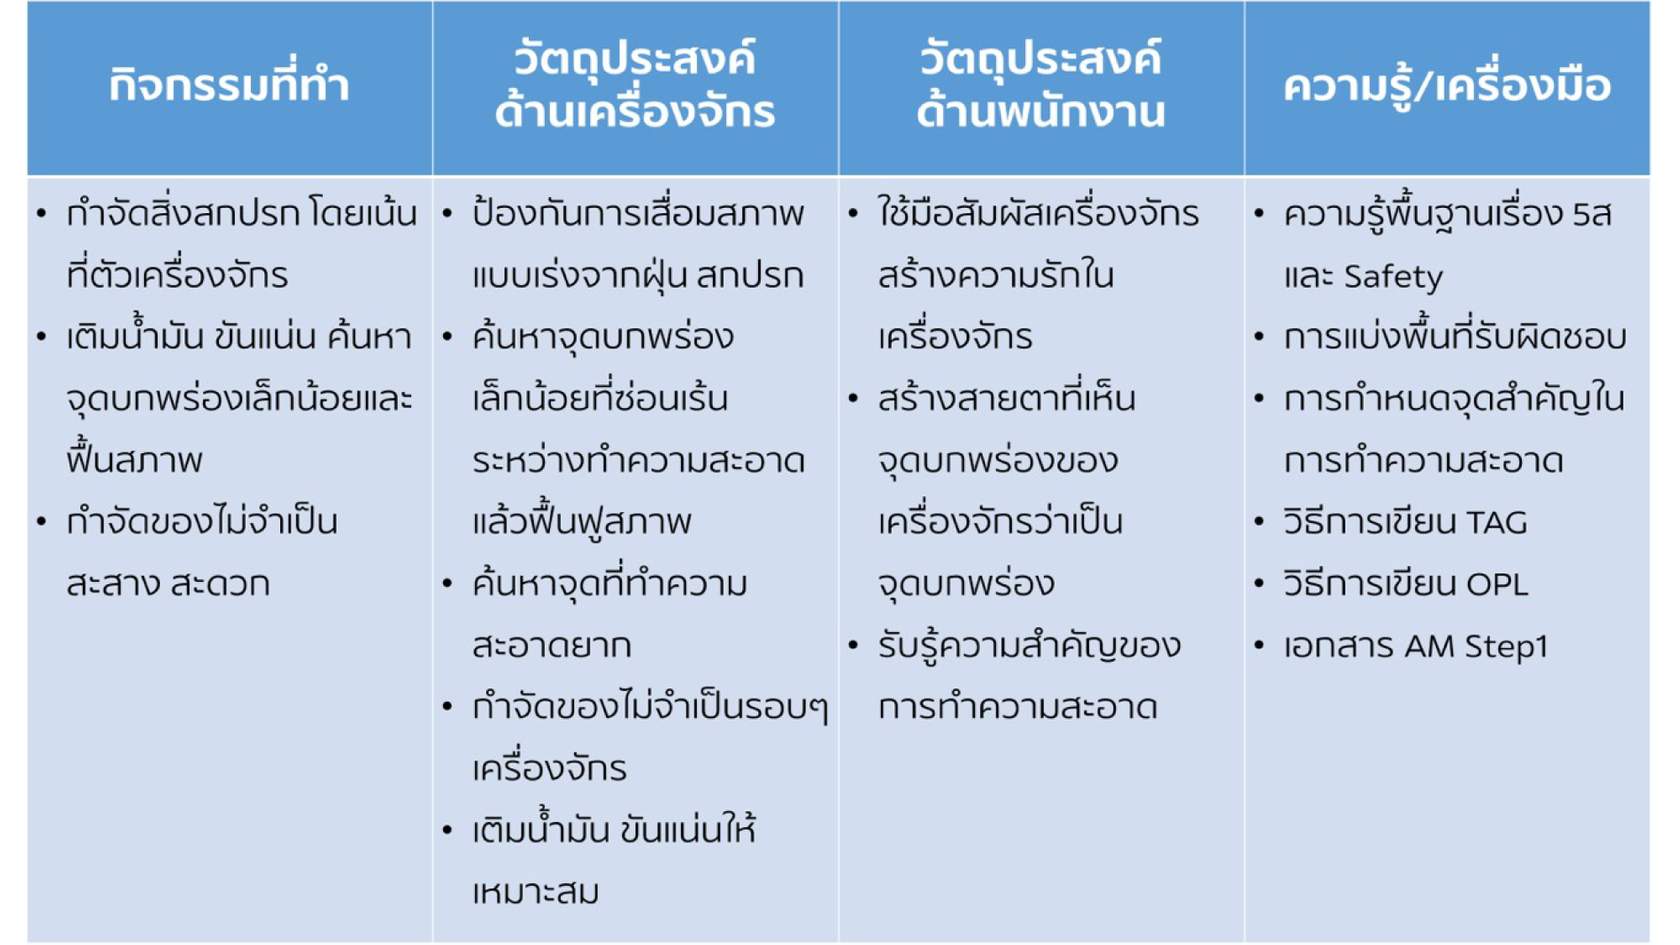 กิจกรรมที่ทำ
วัตถุประสงค์
ด้านเครื่องจักร
วัตถุประสงค์
ด้านพนักงาน
ความรู้/เครื่องมือ
• กำจัดสิ่งสกปรก โดยเน้น
ที่ตัวเครื่องจักร
• เติมน้ำมัน ขันแน่น ค้นหา
จุดบกพร่องเล็กน้อยและ
ฟื้นสภาพ
• กำจัดของไม่จำเป็น
สะสาง สะดวก
• ป้องกันการเสื่อมสภาพ
แบบเร่งจากฝุ่น สกปรก
• ค้นหาจุดบกพร่อง
เล็กน้อยที่ซ่อนเร้น
ระหว่างทำความสะอาด
แล้วฟื้นฟูสภาพ
• ค้นหาจุดที่ทำความ
สะอาดยาก
• กำจัดของไม่จำเป็นรอบๆ
เครื่องจักร
• เติมน้ำมัน ขันแน่นให้
เหมาะสม
• ใช้มือสัมผัสเครื่องจักร
สร้างความรักใน
เครื่องจักร
• สร้างสายตาที่เห็น
จุดบกพร่องของ
เครื่องจักรว่าเป็น
จุดบกพร่อง
• รับรู้ความสำคัญของ
การทำความสะอาด
• ความรู้พื้นฐานเรื่อง 5ส
และ Safety
• การแบ่งพื้นที่รับผิดชอบ
• การกำหนดจุดสำคัญใน
การทำความสะอาด
• วิธีการเขียน TAG
• วิธีการเขียน OPL
• เอกสาร AM Step1